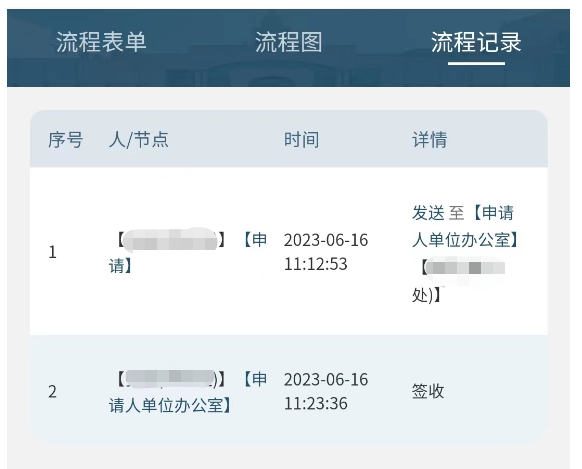 流程表单 流程图 流程记录
序号 人/节点 时间 详情
发送 至【申请
1 【 】【申 2023-06-16 人单位办公室】
请】 11:12:53 【
处)】
2 【 )】【申 2023-06-16 签收
请人单位办公室】 11:23:36